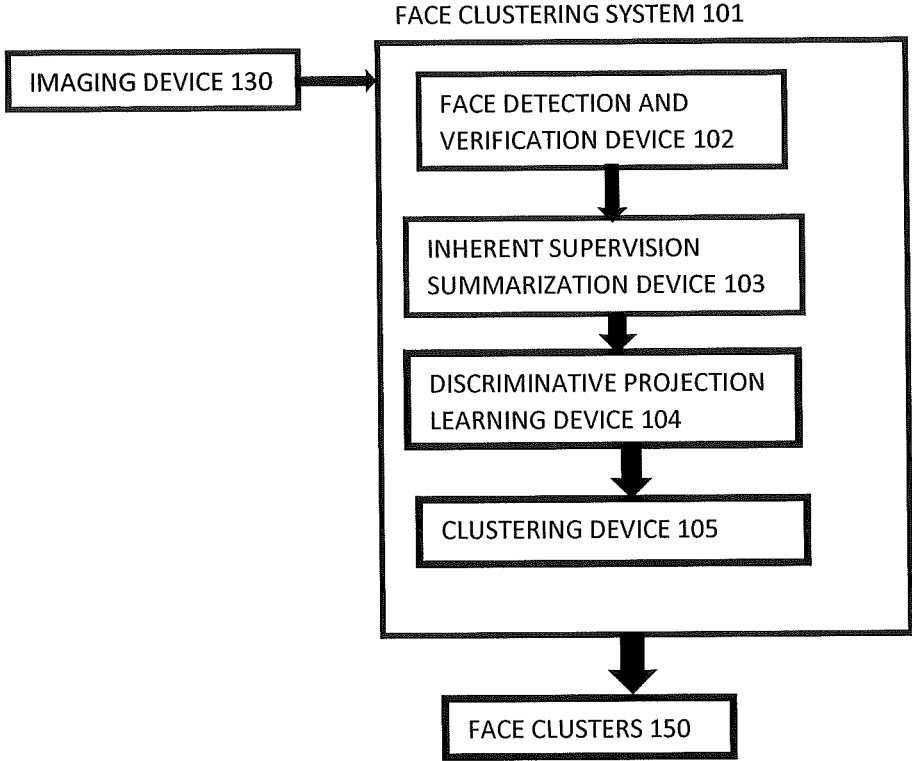 FACE CLUSTERING SYSTEM 101
IMAGING DEVICE 130
FACE DETECTION AND
VERIFICATION DEVICE 102
INHERENT SUPERVISION
SUMMARIZATION DEVICE 103
DISCRIMINATIVE PROJECTION
LEARNING DEVICE 104
CLUSTERING DEVICE 105
FACE CLUSTERS 150